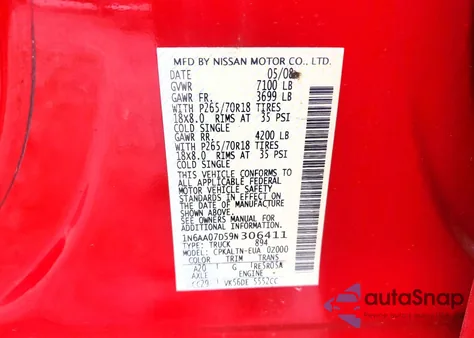 MFD BY NISSAN MOTOR CO., LTD.
DATE 05/08
GVWR 7100 LB
GAWR FR. 3699 LB
WITH P265/70R18 TIRES
18X8.0 RIMS AT 35 PSI
COLD SINGLE
GAWR RR. 4200 LB
WITH P265/70R18 TIRES
18X8.0 RIMS AT 35 PSI
COLD SINGLE
THIS VEHICLE CONFORMS TO
ALL APPLICABLE FEDERAL
MOTOR VEHICLE SAFETY
STANDARDS IN EFFECT ON
THE DATE OF MANUFACTURE
SHOWN ABOVE.
SEE OWNERS MANUAL FOR
ADDITIONAL INFORMATION.
1N6AA07D59N306411
TYPE: TRUCK 894
MODEL: CPKALTN-EUA 02000
COLOR TRIM TRANS
A20 G RE5R05A
AXLE ENGINE
CC29 VK56DE 5552CC
autaSnap